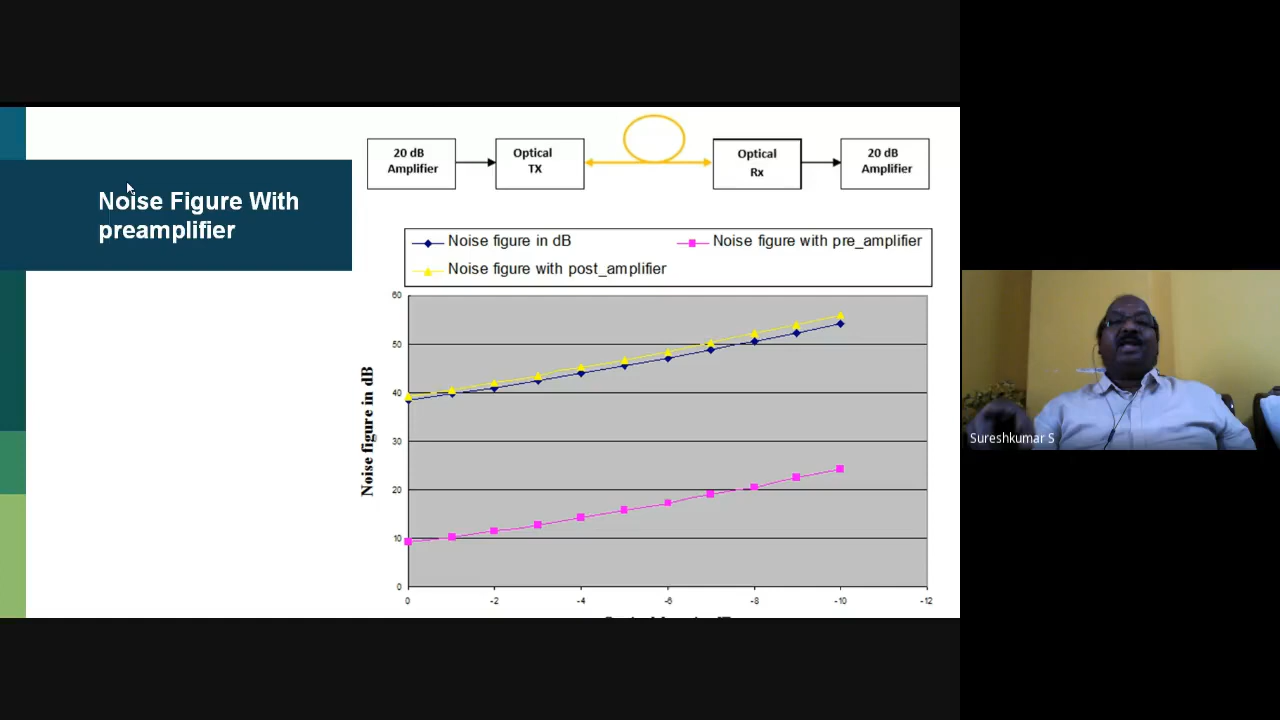 Noise Figure With
preamplifier
20 dB
Amplifier
Optical
TX
Optical
Rx
20 dB
Amplifier
Noise figure in dB
Noise figure with pre_amplifier
Noise figure with post_amplifier
Noise figure in dB
60
50
40
30
20
10
0
0 -2 -4 -6 -8 -10 -12
Sureshkumar S